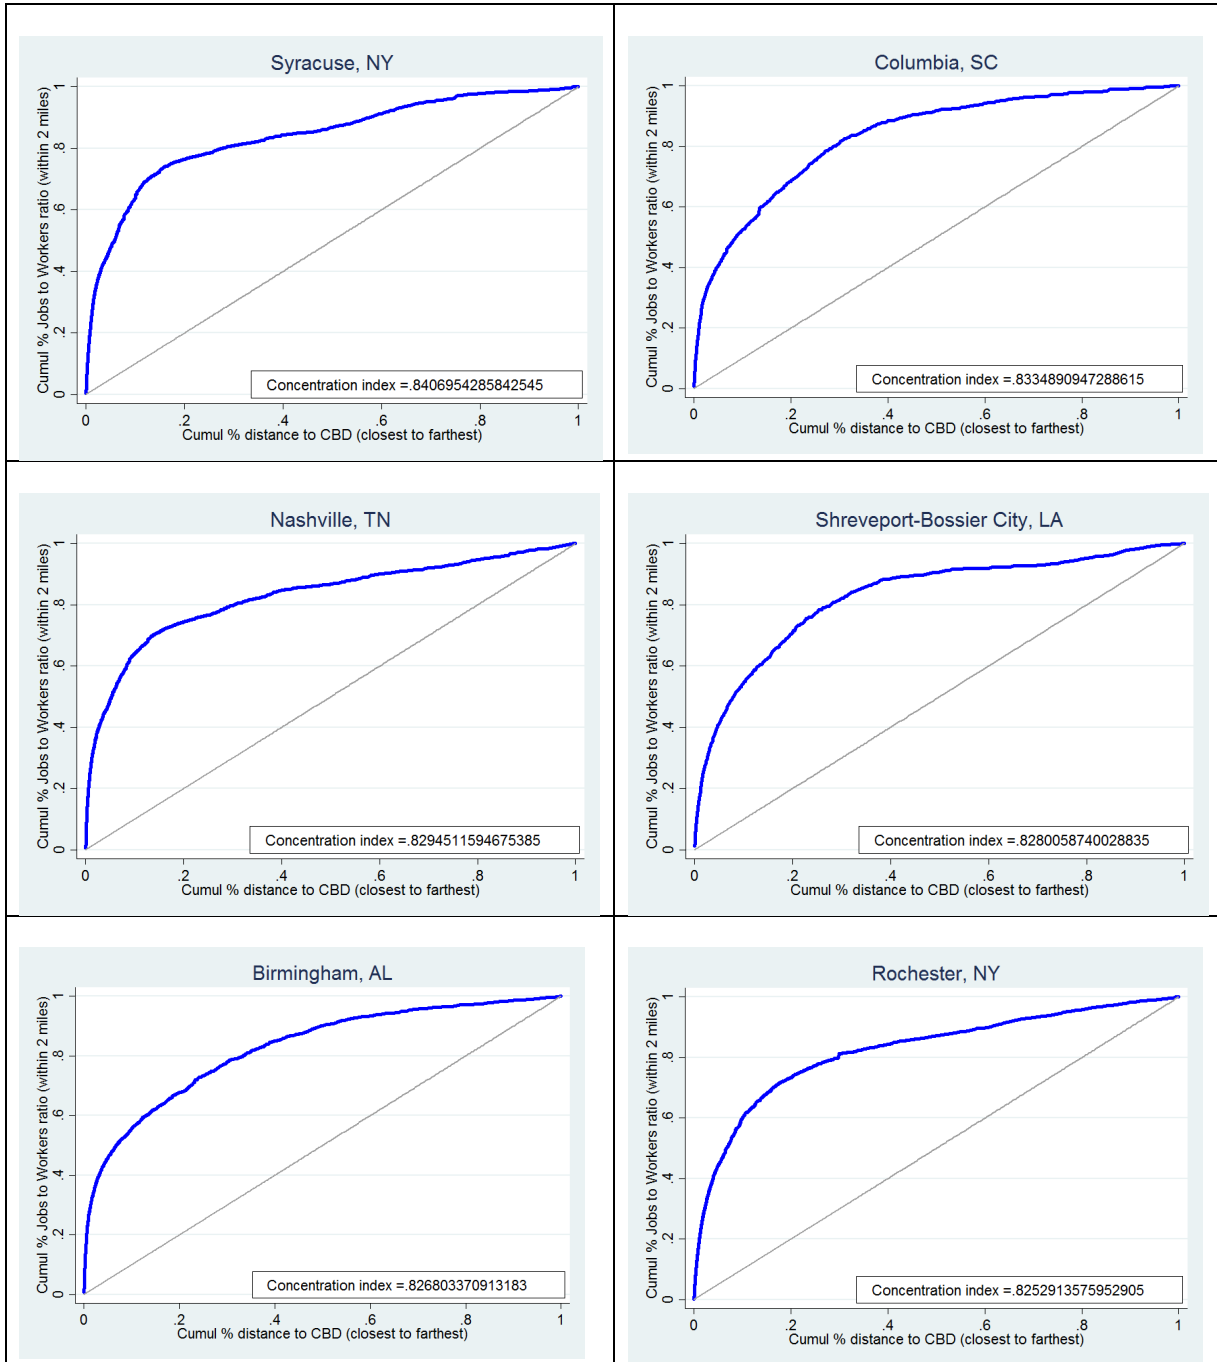 Syracuse, NY
Cumul % Jobs to Workers ratio (within 2 miles)
1
.8
.6
.4
.2
0
Concentration index =.8406954285842545
0 .2 .4 .6 .8 1
Cumul % distance to CBD (closest to farthest)
Columbia, SC
Cumul % Jobs to Workers ratio (within 2 miles)
1
.8
.6
.4
.2
0
Concentration index =.8334890947288615
0 .2 .4 .6 .8 1
Cumul % distance to CBD (closest to farthest)
Nashville, TN
Cumul % Jobs to Workers ratio (within 2 miles)
1
.8
.6
.4
.2
0
Concentration index =.8294511594675385
0 .2 .4 .6 .8 1
Cumul % distance to CBD (closest to farthest)
Shreveport-Bossier City, LA
Cumul % Jobs to Workers ratio (within 2 miles)
1
.8
.6
.4
.2
0
Concentration index =.8280058740028835
0 .2 .4 .6 .8 1
Cumul % distance to CBD (closest to farthest)
Birmingham, AL
Cumul % Jobs to Workers ratio (within 2 miles)
1
.8
.6
.4
.2
0
Concentration index =.826803370913183
0 .2 .4 .6 .8 1
Cumul % distance to CBD (closest to farthest)
Rochester, NY
Cumul % Jobs to Workers ratio (within 2 miles)
1
.8
.6
.4
.2
0
Concentration index =.8252913575952905
0 .2 .4 .6 .8 1
Cumul % distance to CBD (closest to farthest)